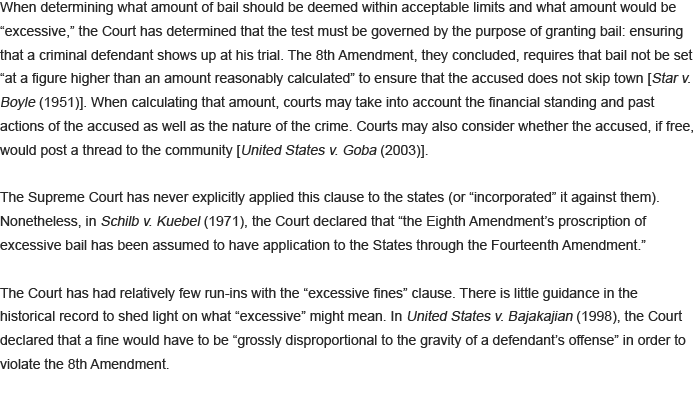 When determining what amount of bail should be deemed within acceptable limits and what amount would be
“excessive,” the Court has determined that the test must be governed by the purpose of granting bail: ensuring
that a criminal defendant shows up at his trial. The 8th Amendment, they concluded, requires that bail not be set
“at a figure higher than an amount reasonably calculated” to ensure that the accused does not skip town [Star v.
Boyle (1951)]. When calculating that amount, courts may take into account the financial standing and past
actions of the accused as well as the nature of the crime. Courts may also consider whether the accused, if free,
would post a thread to the community [United States v. Goba (2003)].
The Supreme Court has never explicitly applied this clause to the states (or “incorporated” it against them).
Nonetheless, in Schilb v. Kuebel (1971), the Court declared that “the Eighth Amendment’s proscription of
excessive bail has been assumed to have application to the States through the Fourteenth Amendment.”
The Court has had relatively few run-ins with the “excessive fines” clause. There is little guidance in the
historical record to shed light on what “excessive” might mean. In United States v. Bajakajian (1998), the Court
declared that a fine would have to be “grossly disproportional to the gravity of a defendant’s offense” in order to
violate the 8th Amendment.